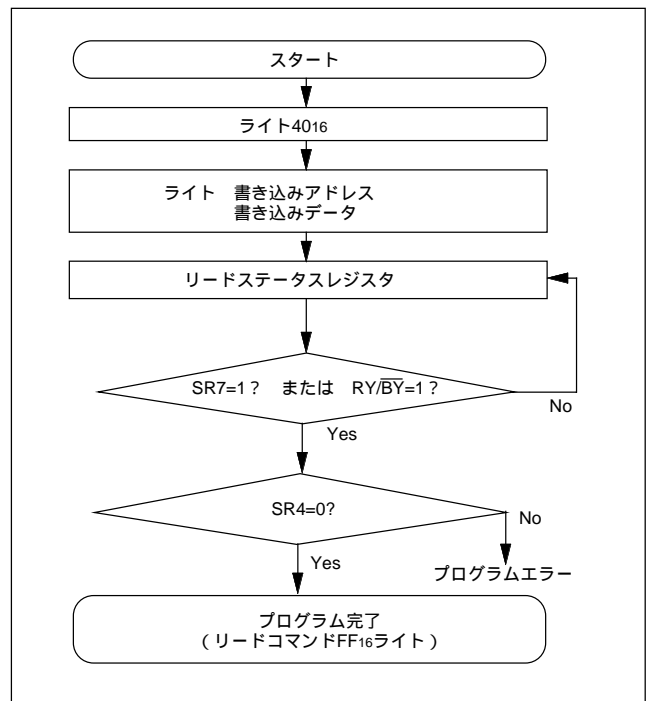 スタート
ライト4016
ライト 書き込みアドレス
書き込みデータ
リードステータスレジスタ
SR7=1? または RY/BY=1?
No
Yes
SR4=0?
No
Yes
プログラムエラー
プログラム完了
(リードコマンドFF16ライト)